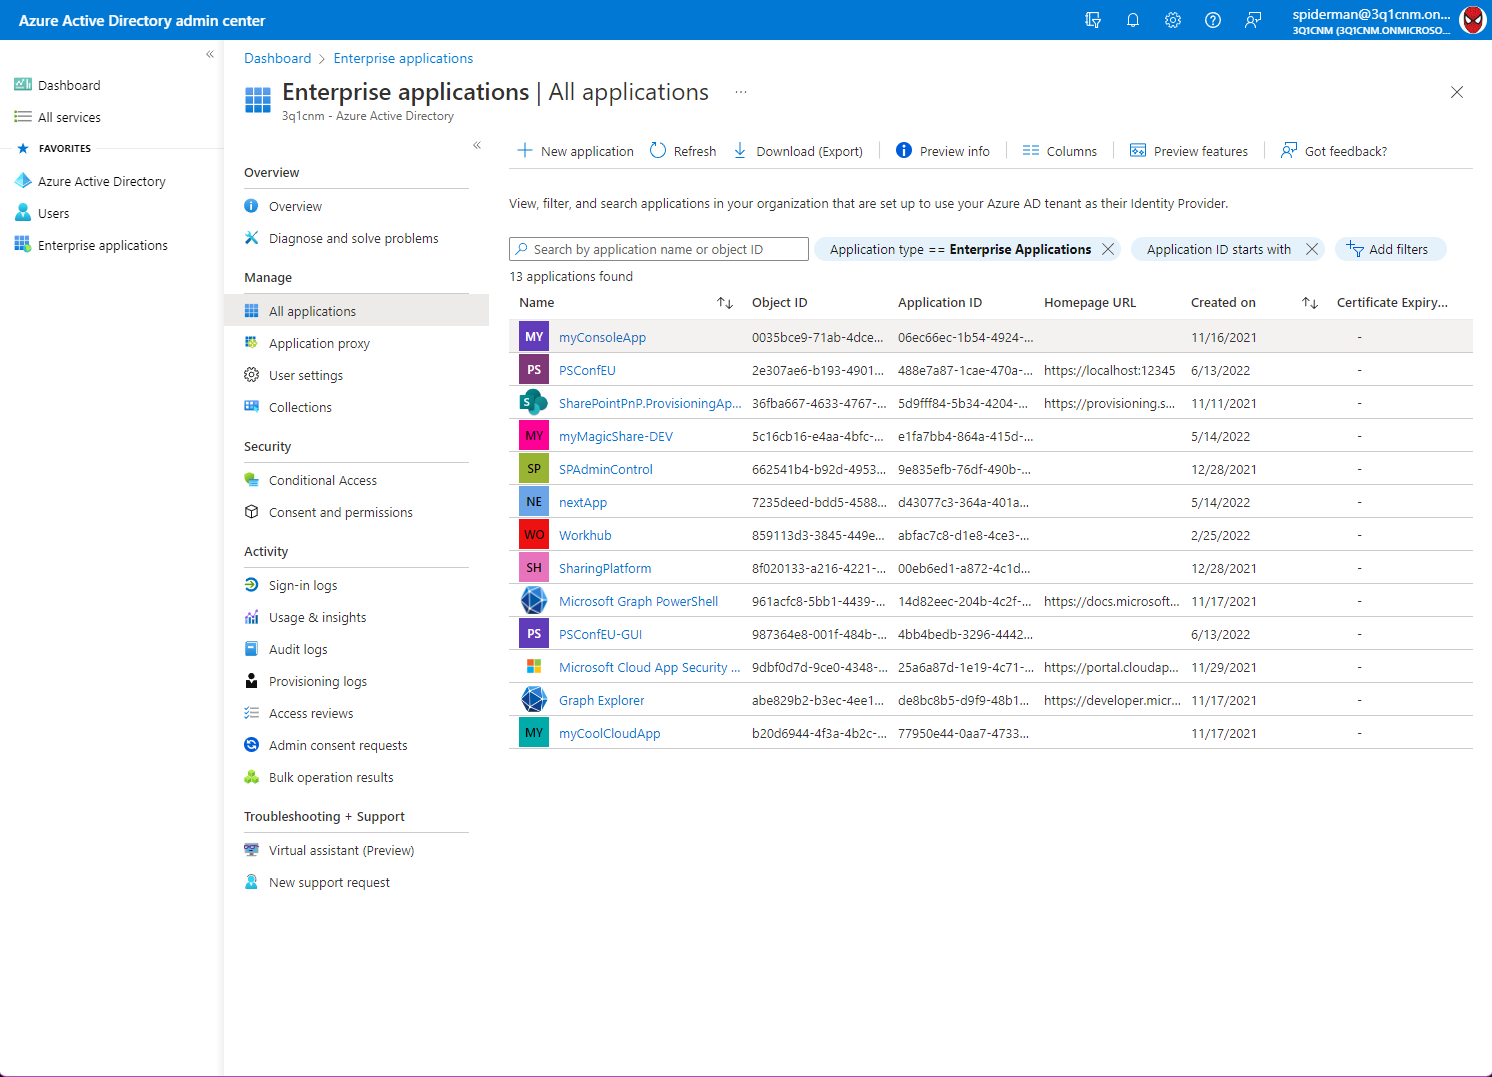 Azure Active Directory admin center
spiderman@3q1cnm.on...
3Q1CNM (3Q1CNM.ONMICROSO...
Dashboard
All services
FAVORITES
Azure Active Directory
Users
Enterprise applications
Dashboard > Enterprise applications
Enterprise applications | All applications ...
3q1cnm - Azure Active Directory
Overview
Overview
Diagnose and solve problems
Manage
All applications
Application proxy
User settings
Collections
Security
Conditional Access
Consent and permissions
Activity
Sign-in logs
Usage & insights
Audit logs
Provisioning logs
Access reviews
Admin consent requests
Bulk operation results
Troubleshooting + Support
Virtual assistant (Preview)
New support request
New application Refresh Download (Export) Preview info Columns Preview features Got feedback?
View, filter, and search applications in your organization that are set up to use your Azure AD tenant as their Identity Provider.
Search by application name or object ID Application type == Enterprise Applications Application ID starts with Add filters
13 applications found
Name Object ID Application ID Homepage URL Created on Certificate Expiry...
MY myConsoleApp 0035bce9-71ab-4dce... 06ec66ec-1b54-4924-... 11/16/2021 -
PS PSConfEU 2e307ae6-b193-4901... 488e7a87-1cae-470a-... https://localhost:12345 6/13/2022 -
S SharePointPnP.ProvisioningAp... 36fba667-4633-4767-... 5d9fff84-5b34-4204-... https://provisioning.s... 11/11/2021 -
MY myMagicShare-DEV 5c16cb16-e4aa-4bfc-... e1fa7bb4-864a-415d-... 5/14/2022 -
SP SPAdminControl 662541b4-b92d-4953... 9e835efb-76df-490b-... 12/28/2021 -
NE nextApp 7235deed-bdd5-4588... d43077c3-364a-401a... 5/14/2022 -
WO Workhub 859113d3-3845-449e... abfac7c8-d1e8-4ce3-... 2/25/2022 -
SH SharingPlatform 8f020133-a216-4221-... 00eb6ed1-a872-4c1d... 12/28/2021 -
Microsoft Graph PowerShell 961acfc8-5bb1-4439-... 14d82eec-204b-4c2f-... https://docs.microsoft... 11/17/2021 -
PS PSConfEU-GUI 987364e8-001f-484b-... 4bb4bedb-3296-4442... 6/13/2022 -
Microsoft Cloud App Security ... 9dbf0d7d-9ce0-4348-... 25a6a87d-1e19-4c71-... https://portal.cloudap... 11/29/2021 -
Graph Explorer abe829b2-b3ec-4ee1... de8bc8b5-d9f9-48b1... https://developer.micr... 11/17/2021 -
MY myCoolCloudApp b20d6944-4f3a-4b2c-... 77950e44-0aa7-4733... 11/17/2021 -